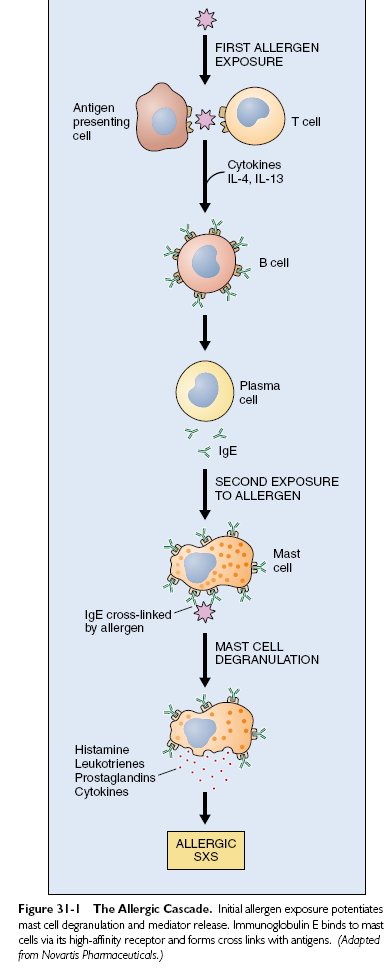 FIRST ALLERGEN
EXPOSURE
Antigen
presenting
cell
T cell
Cytokines
IL-4, IL-13
B cell
Plasma
cell
IgE
SECOND EXPOSURE
TO ALLERGEN
Mast
cell
IgE cross-linked
by allergen
MAST CELL
DEGRANULATION
Histamine
Leukotrienes
Prostaglandins
Cytokines
ALLERGIC
SXS
Figure 31-1 The Allergic Cascade. Initial allergen exposure potentiates
mast cell degranulation and mediator release. Immunoglobulin E binds to mast
cells via its high-affinity receptor and forms cross links with antigens. (Adapted
from Novartis Pharmaceuticals.)